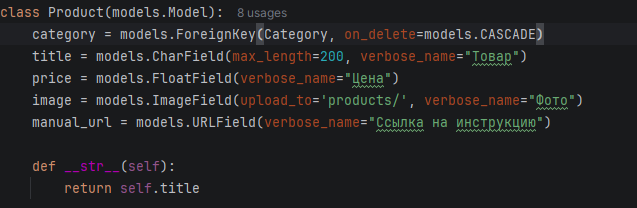 class Product(models.Model): 8 usages
    category = models.ForeignKey(Category, on_delete=models.CASCADE)
    title = models.CharField(max_length=200, verbose_name="Товар")
    price = models.FloatField(verbose_name="Цена")
    image = models.ImageField(upload_to='products/', verbose_name="Фото")
    manual_url = models.URLField(verbose_name="Ссылка на инструкцию")

    def __str__(self):
        return self.title